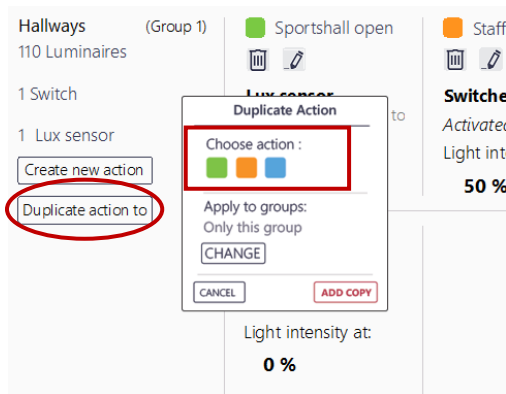 Hallways (Group 1)
110 Luminaires
1 Switch
1 Lux sensor
Create new action
Duplicate action to
Sportshall open
Lux sensor
to
Duplicate Action
Choose action :
Apply to groups:
Only this group
CHANGE
CANCEL
ADD COPY
Light intensity at:
0 %
Staff
Switche
Activated
Light int
50 %